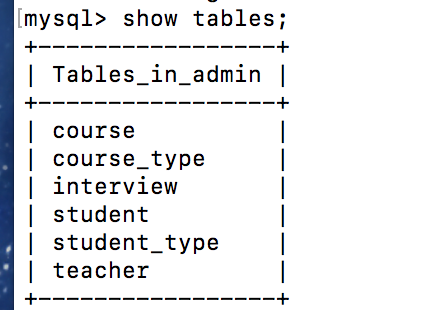 [mysql> show tables;
+------------------+
| Tables_in_admin |
+------------------+
| course |
| course_type |
| interview |
| student |
| student_type |
| teacher |
+------------------+